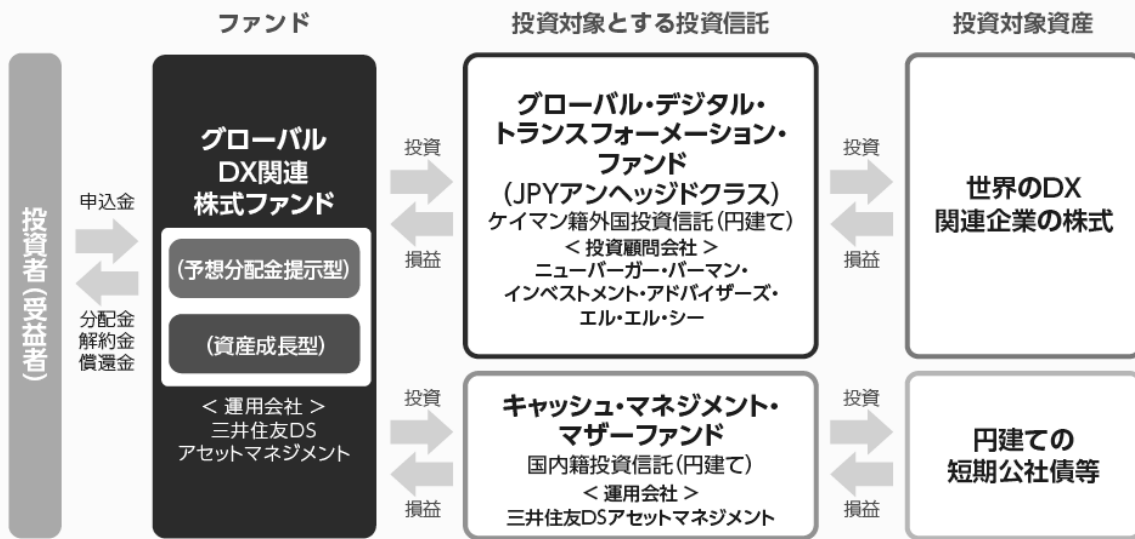 ファンド
投資対象とする投資信託
投資対象資産
投資者(受益者)
申込金
分配金
解約金
償還金
グローバル
DX関連
株式ファンド
(予想分配金提示型)
(資産成長型)
< 運用会社 >
三井住友DS
アセットマネジメント
投資
損益
グローバル・デジタル・
トランスフォーメーション・
ファンド
(JPYアンヘッジドクラス)
ケイマン籍外国投資信託(円建て)
< 投資顧問会社 >
ニューバーガー・バーマン・
インベストメント・アドバイザーズ・
エル・エル・シー
投資
損益
世界のDX
関連企業の株式
投資
損益
キャッシュ・マネジメント・
マザーファンド
国内籍投資信託(円建て)
< 運用会社 >
三井住友DSアセットマネジメント
投資
損益
円建ての
短期公社債等